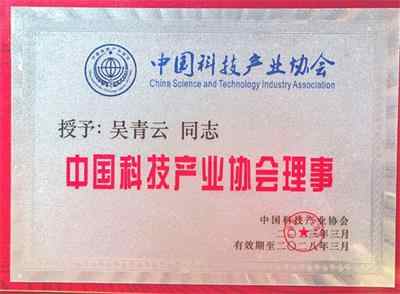 中国科技产业协会
China Science and Technology Industry Association
授予：吴青云 同志
中国科技产业协会理事
中国科技产业协会
二〇二三年三月
有效期至二〇二八年三月